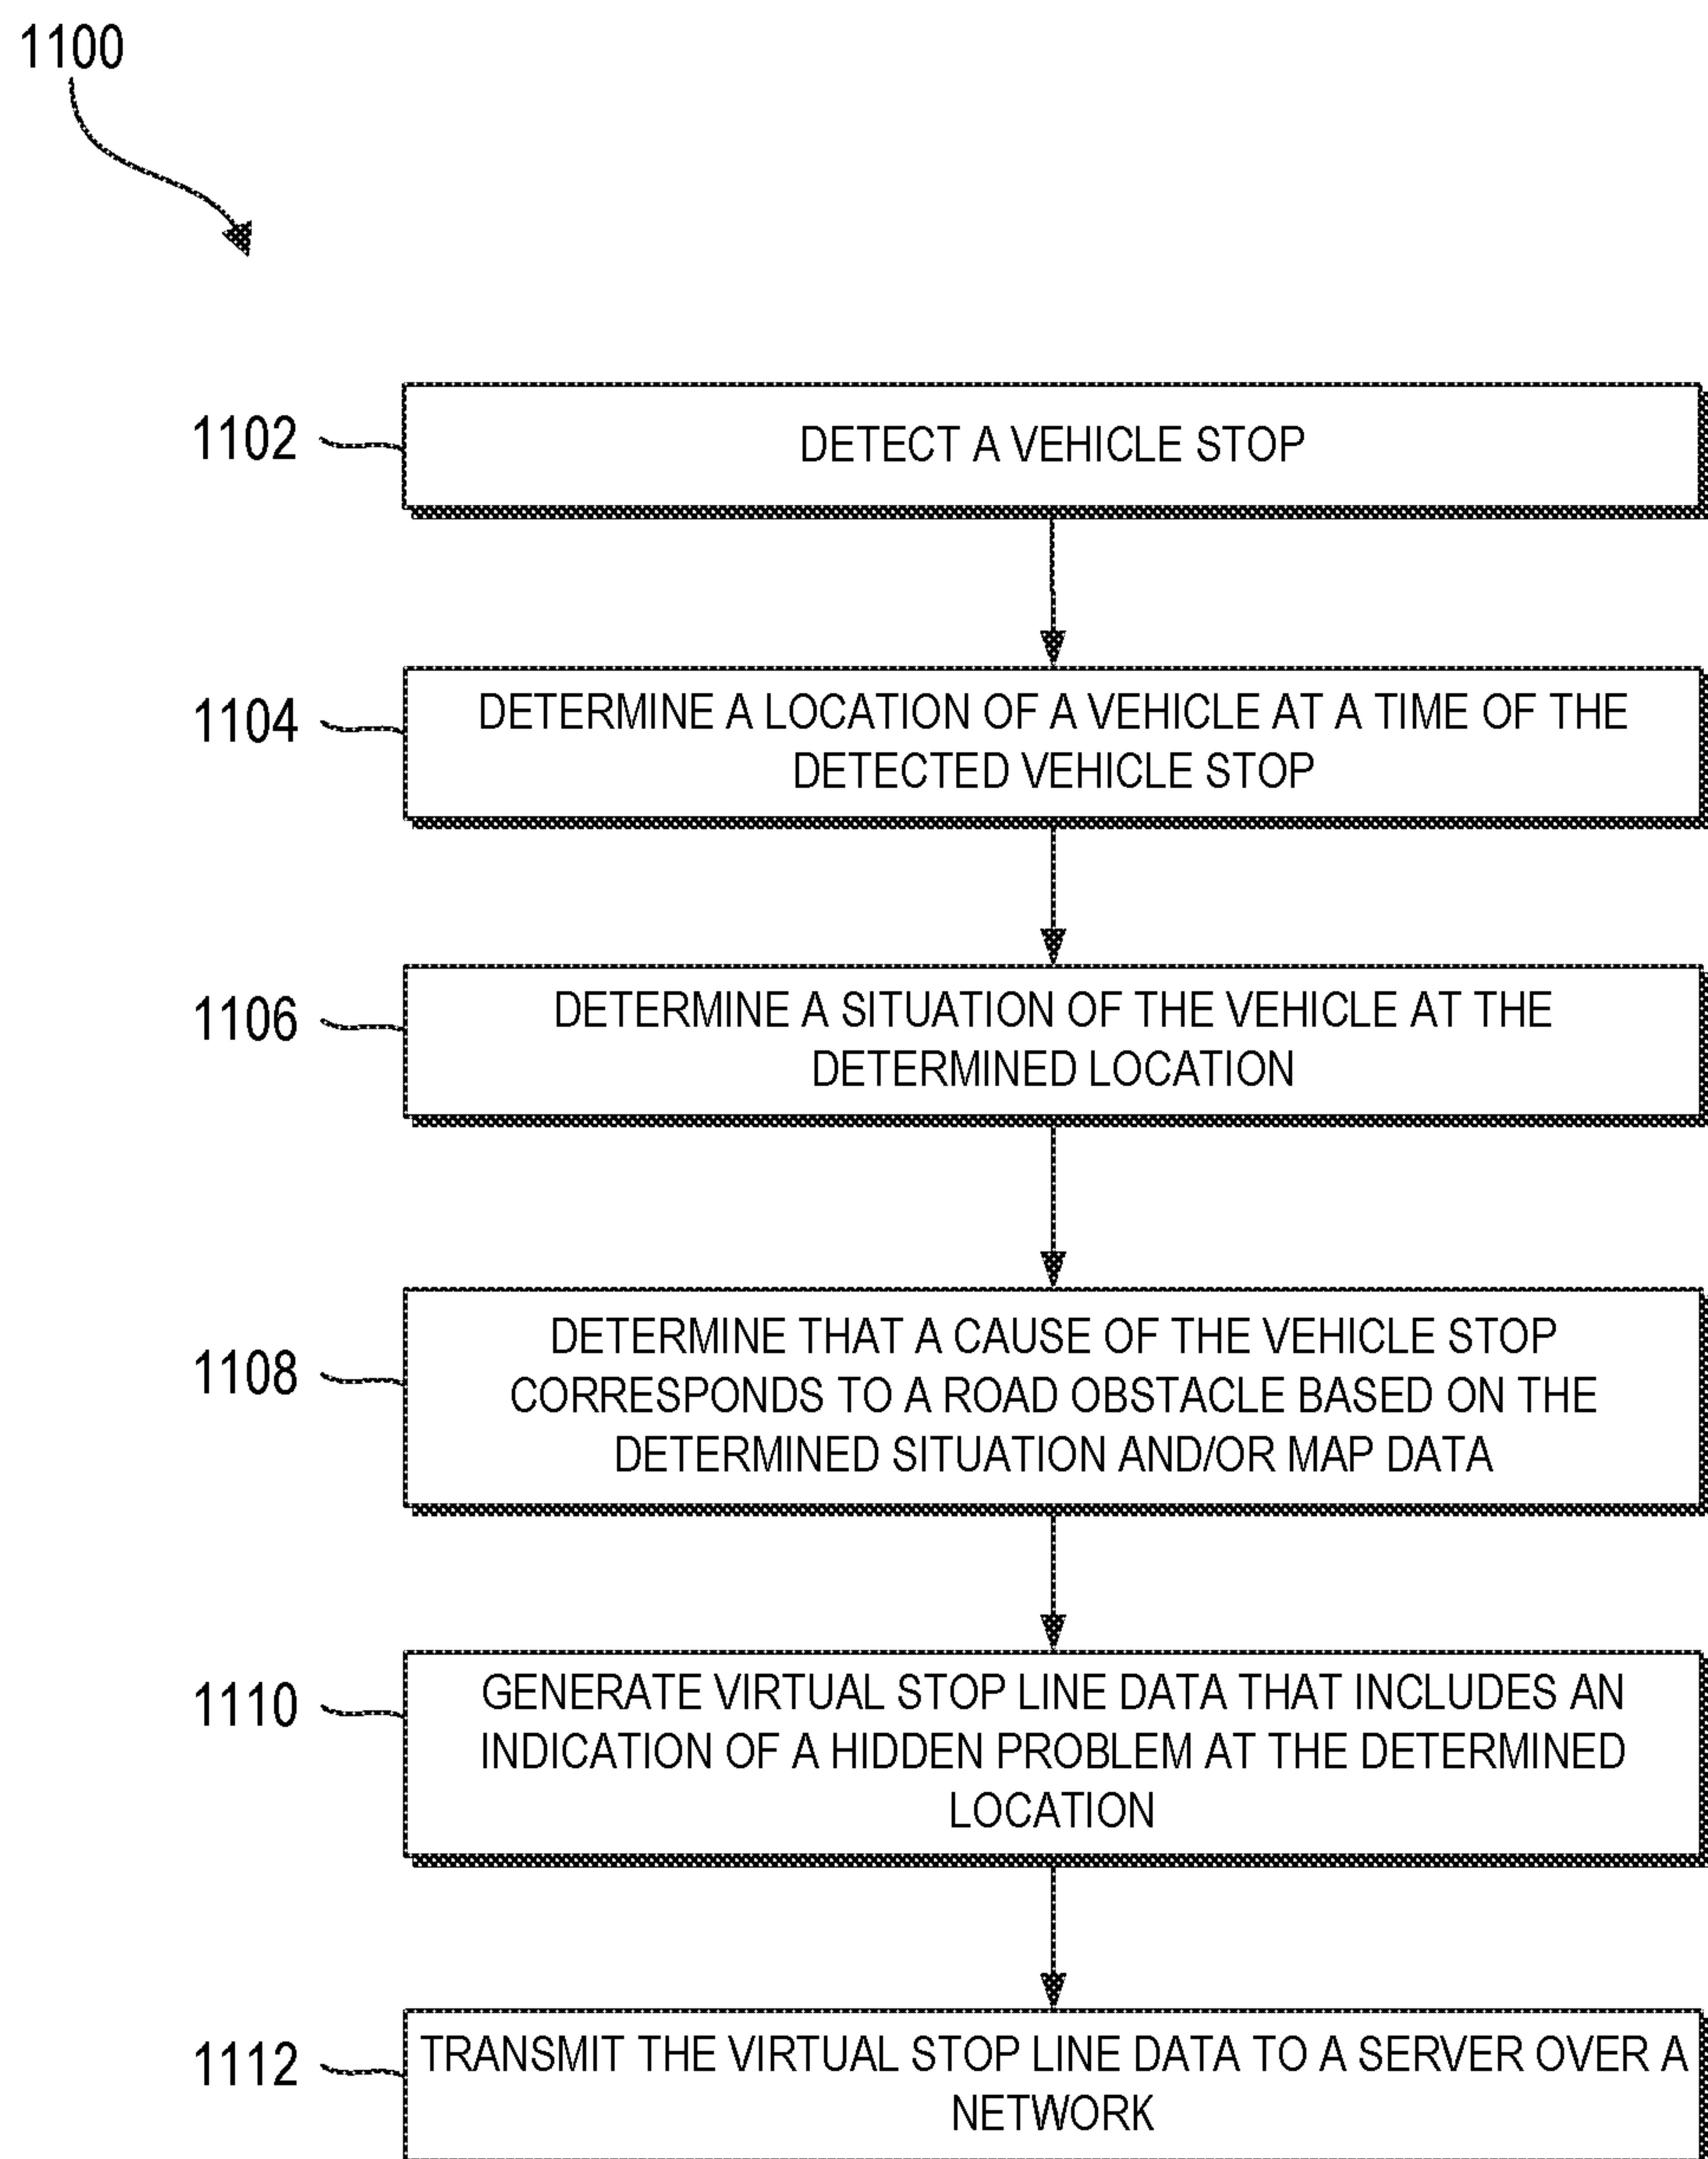 1100
1102
DETECT A VEHICLE STOP
1104
DETERMINE A LOCATION OF A VEHICLE AT A TIME OF THE
DETECTED VEHICLE STOP
1106
DETERMINE A SITUATION OF THE VEHICLE AT THE
DETERMINED LOCATION
1108
DETERMINE THAT A CAUSE OF THE VEHICLE STOP
CORRESPONDS TO A ROAD OBSTACLE BASED ON THE
DETERMINED SITUATION AND/OR MAP DATA
1110
GENERATE VIRTUAL STOP LINE DATA THAT INCLUDES AN
INDICATION OF A HIDDEN PROBLEM AT THE DETERMINED
LOCATION
1112
TRANSMIT THE VIRTUAL STOP LINE DATA TO A SERVER OVER A
NETWORK